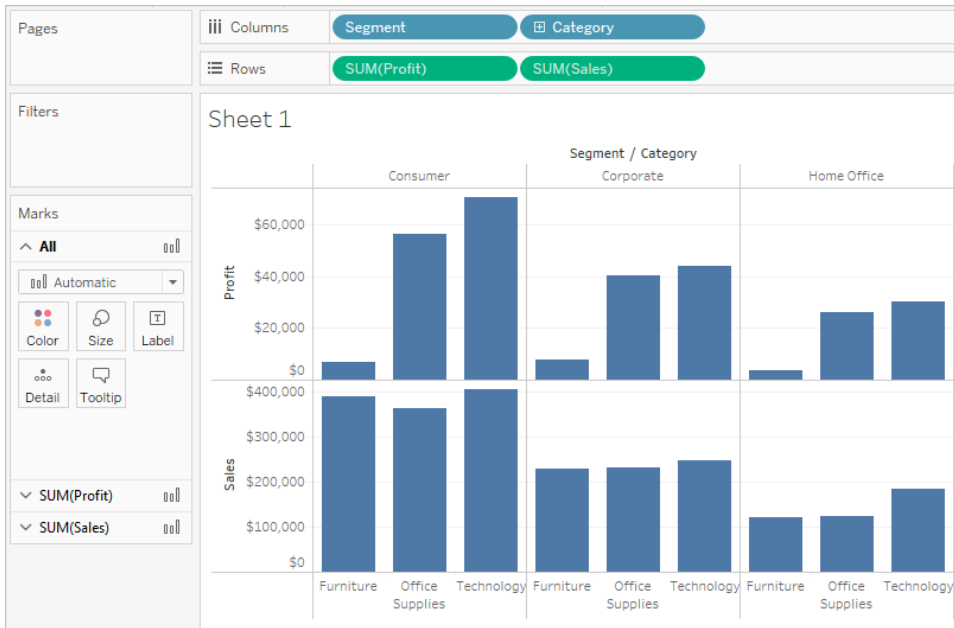 Pages
Columns
Segment
Category
Rows
SUM(Profit)
SUM(Sales)
Filters
Sheet 1
Segment / Category
Consumer
Corporate
Home Office
Marks
All
Automatic
Color
Size
Label
Detail
Tooltip
SUM(Profit)
SUM(Sales)
Profit
$60,000
$40,000
$20,000
$0
Sales
$400,000
$300,000
$200,000
$100,000
$0
Furniture
Office
Supplies
Technology
Furniture
Office
Supplies
Technology
Furniture
Office
Supplies
Technology